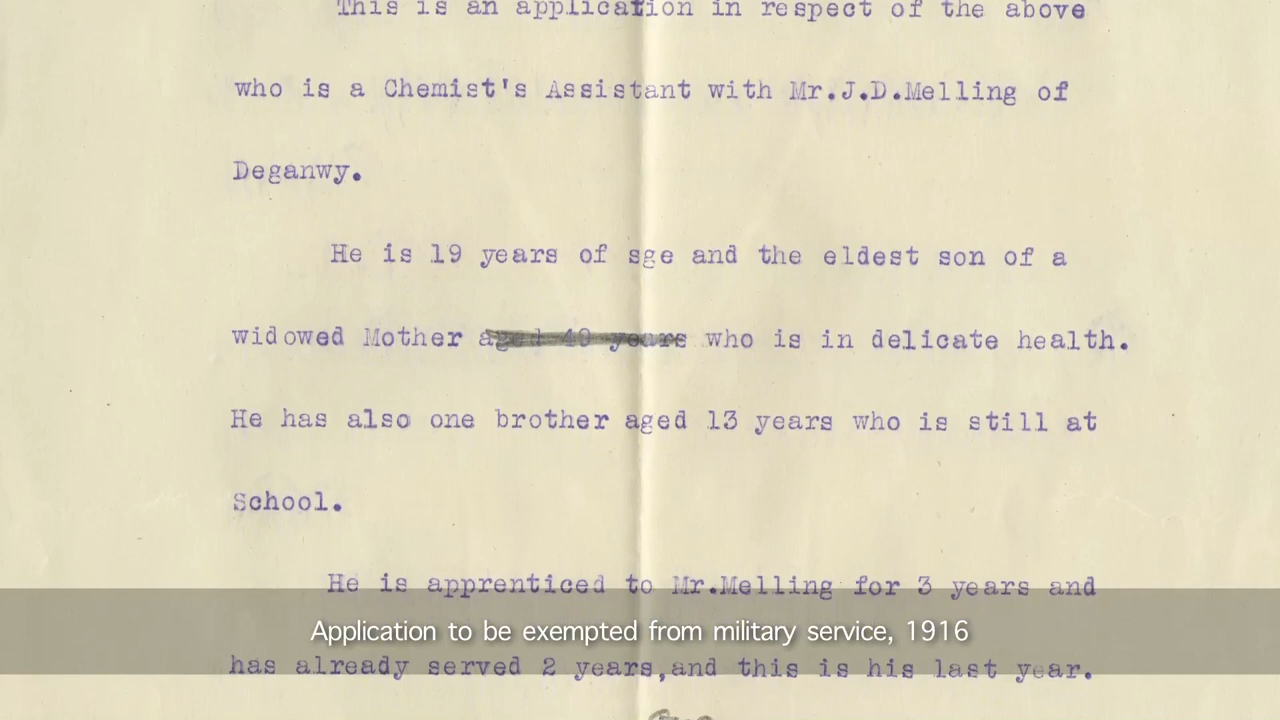 This is an application in respect of the above
who is a Chemist's Assistant with Mr.J.D.Melling of
Deganwy.
He is 19 years of sge and the eldest son of a
widowed Mother aged 49 years who is in delicate health.
He has also one brother aged 13 years who is still at
School.
He is apprenticed to Mr.Melling for 3 years and
Application to be exempted from military service, 1916
has already served 2 years,and this is his last year.